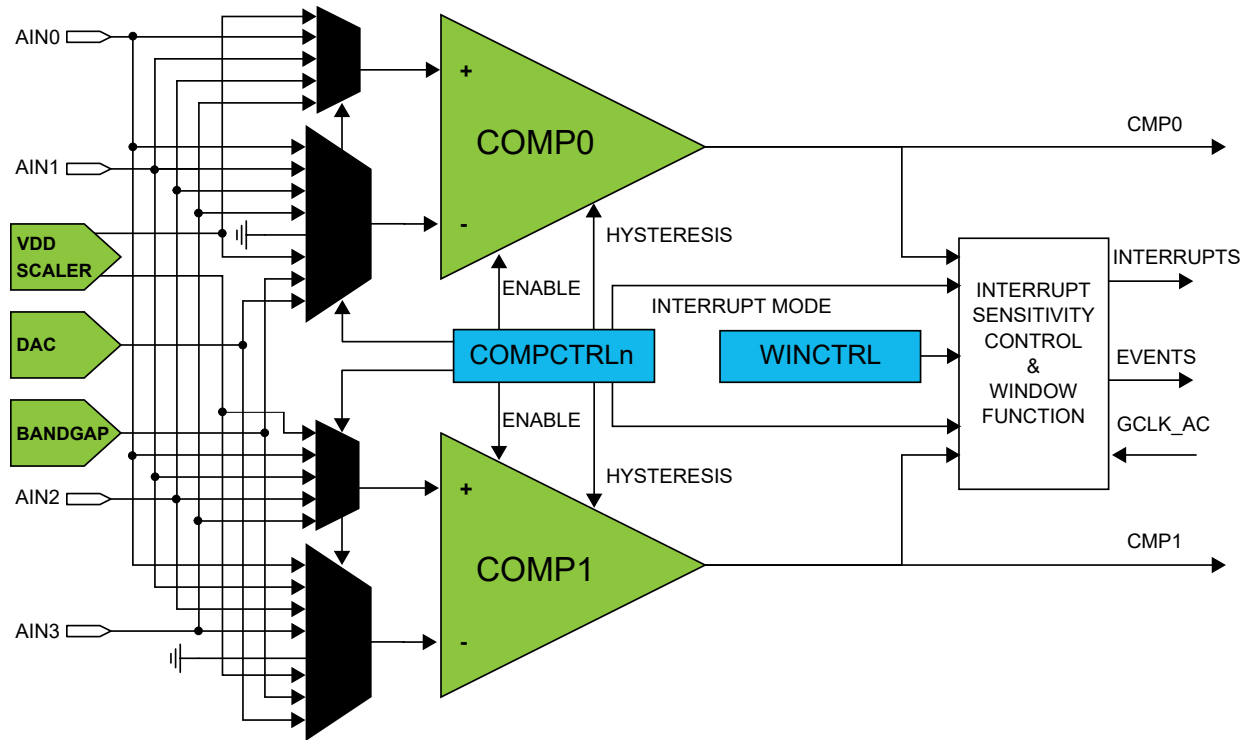 AIN0
+
COMP0
CMP0
AIN1
-
VDD
SCALER
HYSTERESIS
ENABLE
INTERRUPT MODE
INTERRUPTS
INTERRUPT
SENSITIVITY
CONTROL
&
WINDOW
FUNCTION
DAC
COMPCTRLn
WINCTRL
EVENTS
BANDGAP
ENABLE
GCLK_AC
HYSTERESIS
AIN2
+
COMP1
CMP1
AIN3
-